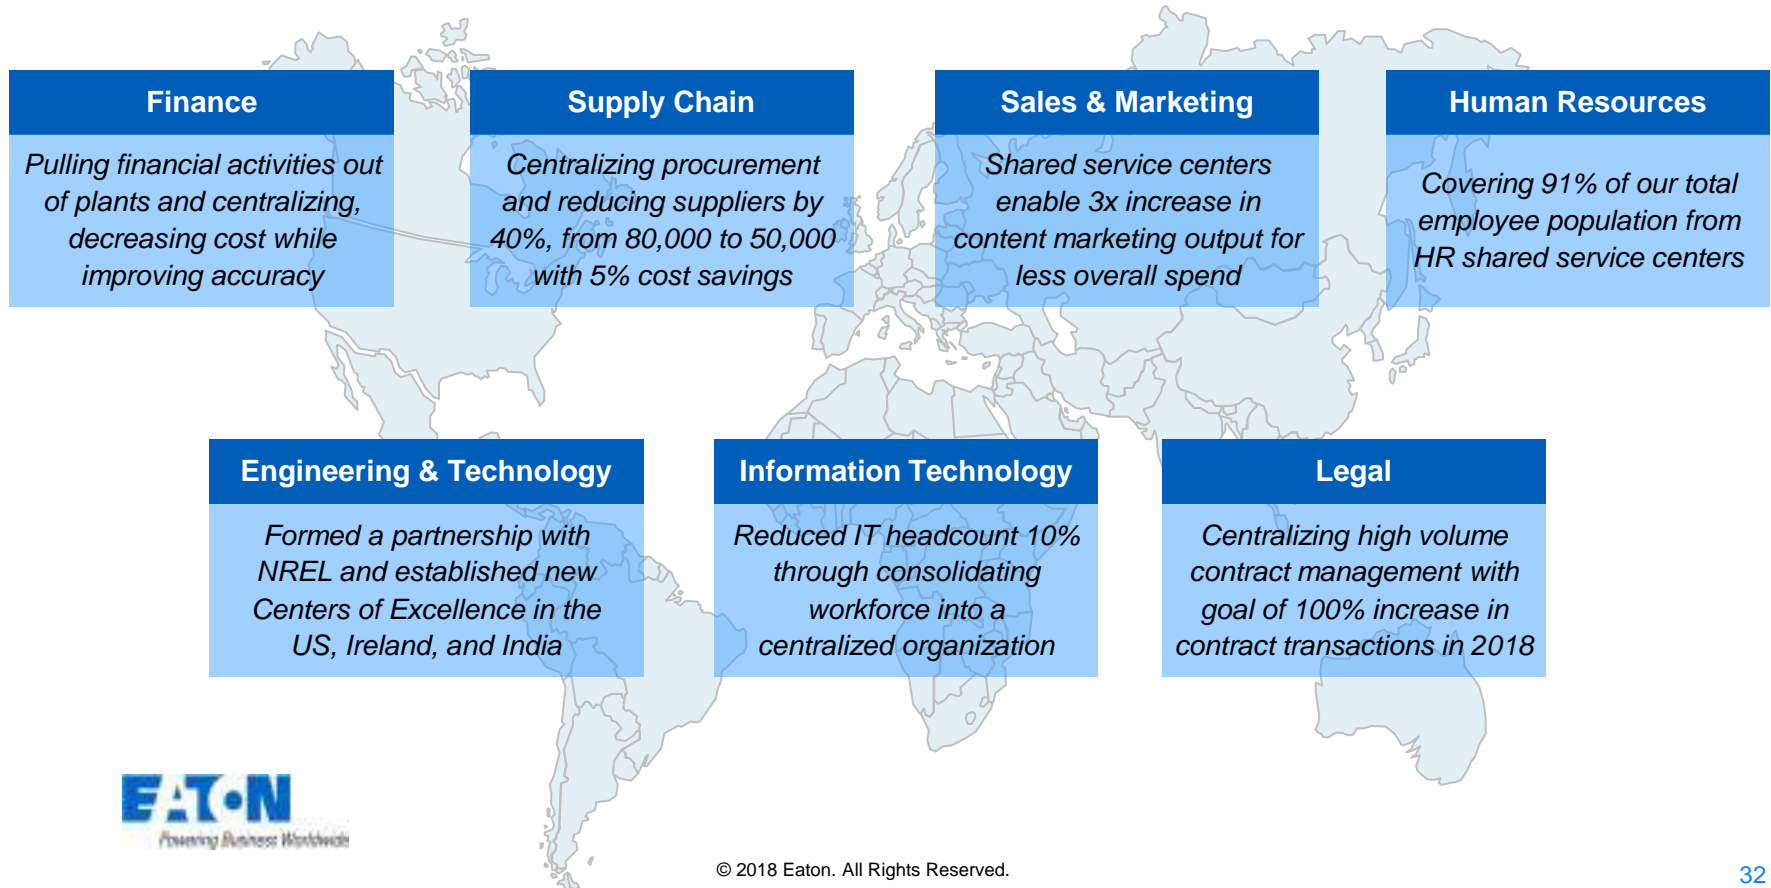 Finance
Pulling financial activities out
of plants and centralizing,
decreasing cost while
improving accuracy
Supply Chain
Centralizing procurement
and reducing suppliers by
40%, from 80,000 to 50,000
with 5% cost savings
Sales & Marketing
Shared service centers
enable 3x increase in
content marketing output for
less overall spend
Human Resources
Covering 91% of our total
employee population from
HR shared service centers
Engineering & Technology
Formed a partnership with
NREL and established new
Centers of Excellence in the
US, Ireland, and India
Information Technology
Reduced IT headcount 10%
through consolidating
workforce into a
centralized organization
Legal
Centralizing high volume
contract management with
goal of 100% increase in
contract transactions in 2018
EATON
Powering Business Worldwide
© 2018 Eaton. All Rights Reserved.
32